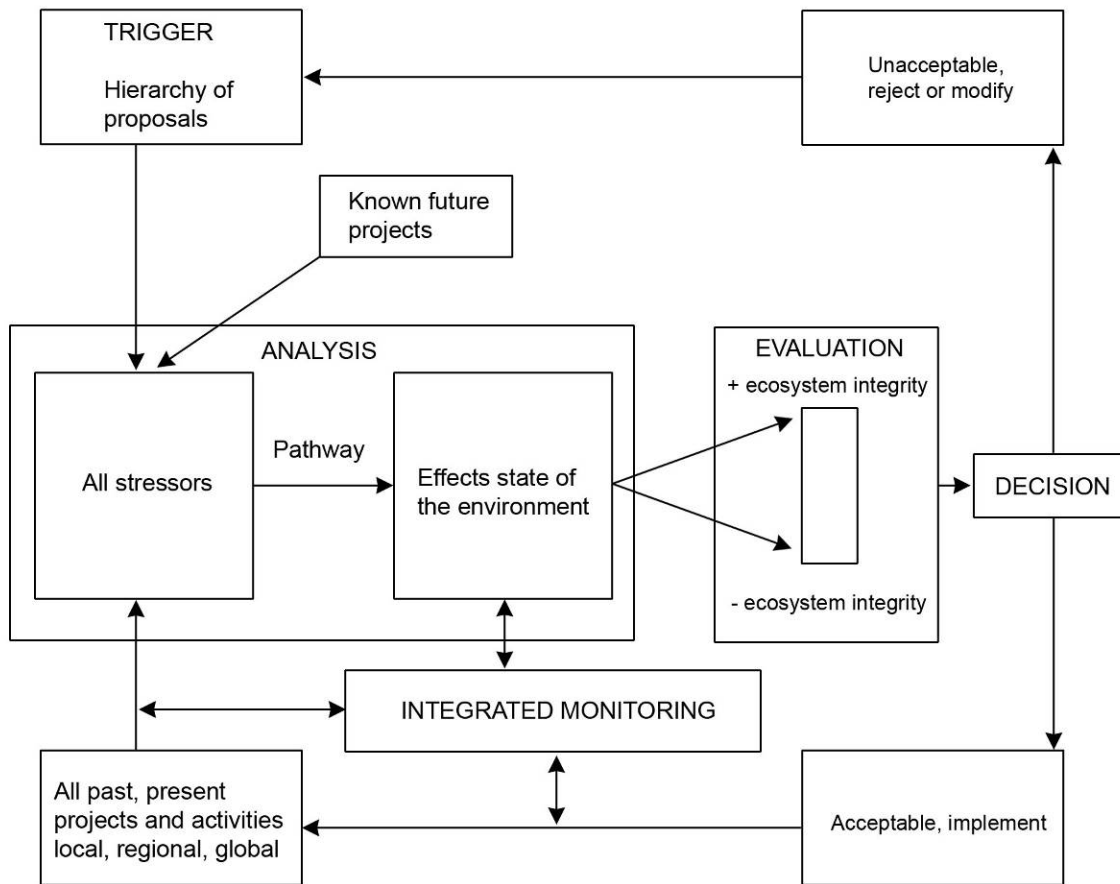 TRIGGER
Hierarchy of
proposals
Unacceptable,
reject or modify
Known future
projects
ANALYSIS
All stressors
Pathway
Effects state of
the environment
EVALUATION
+ ecosystem integrity
- ecosystem integrity
DECISION
INTEGRATED MONITORING
All past, present
projects and activities
local, regional, global
Acceptable, implement